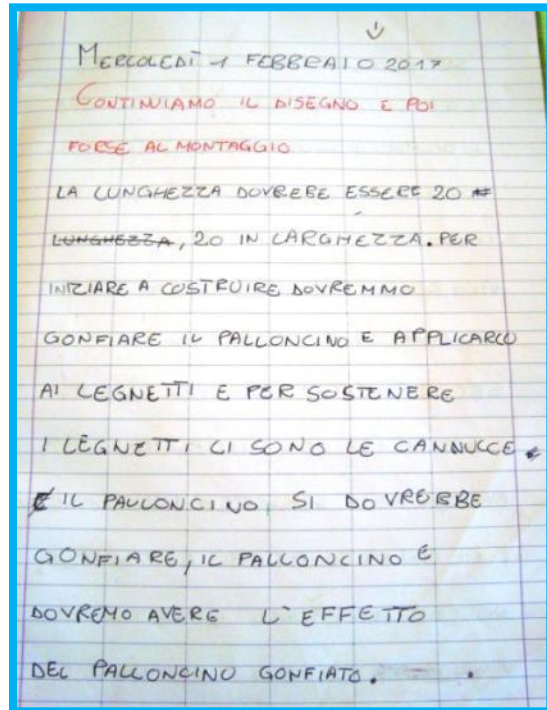 MERCOLEDÌ 1 FEBBRAIO 2017
CONTINUIAMO IL DISEGNO E POI
FORSE AL MONTAGGIO
LA LUNGHEZZA DOVREBE ESSERE 20
LUNGHEZZA, 20 IN LARGHEZZA. PER
INIZIARE A COSTRUIRE DOVREMMO
GONFIARE IL PALLONCINO E APPLICARLO
AI LEGNETTI E PER SOSTENERE
I LEGNETTI CI SONO LE CANNUCCE
E IL PALLONCINO, SI DOVREBBE
GONFIARE, IL PALLONCINO E
DOVREMO AVERE L'EFFETTO
DEL PALLONCINO GONFIATO.